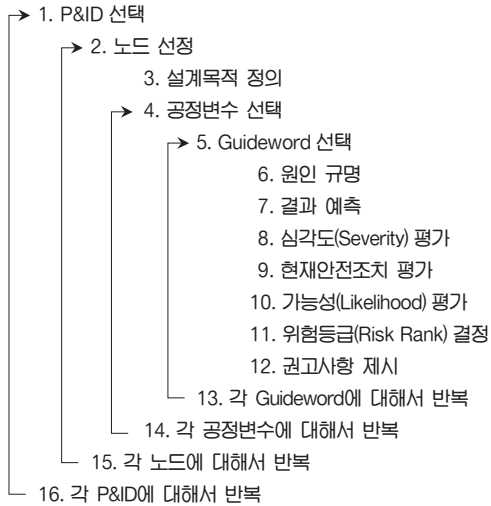 1. P&ID 선택
2. 노드 선정
3. 설계목적 정의
4. 공정변수 선택
5. Guideword 선택
6. 원인 규명
7. 결과 예측
8. 심각도(Severity) 평가
9. 현재안전조치 평가
10. 가능성(Likelihood) 평가
11. 위험등급(Risk Rank) 결정
12. 권고사항 제시
13. 각 Guideword에 대해서 반복
14. 각 공정변수에 대해서 반복
15. 각 노드에 대해서 반복
16. 각 P&ID에 대해서 반복